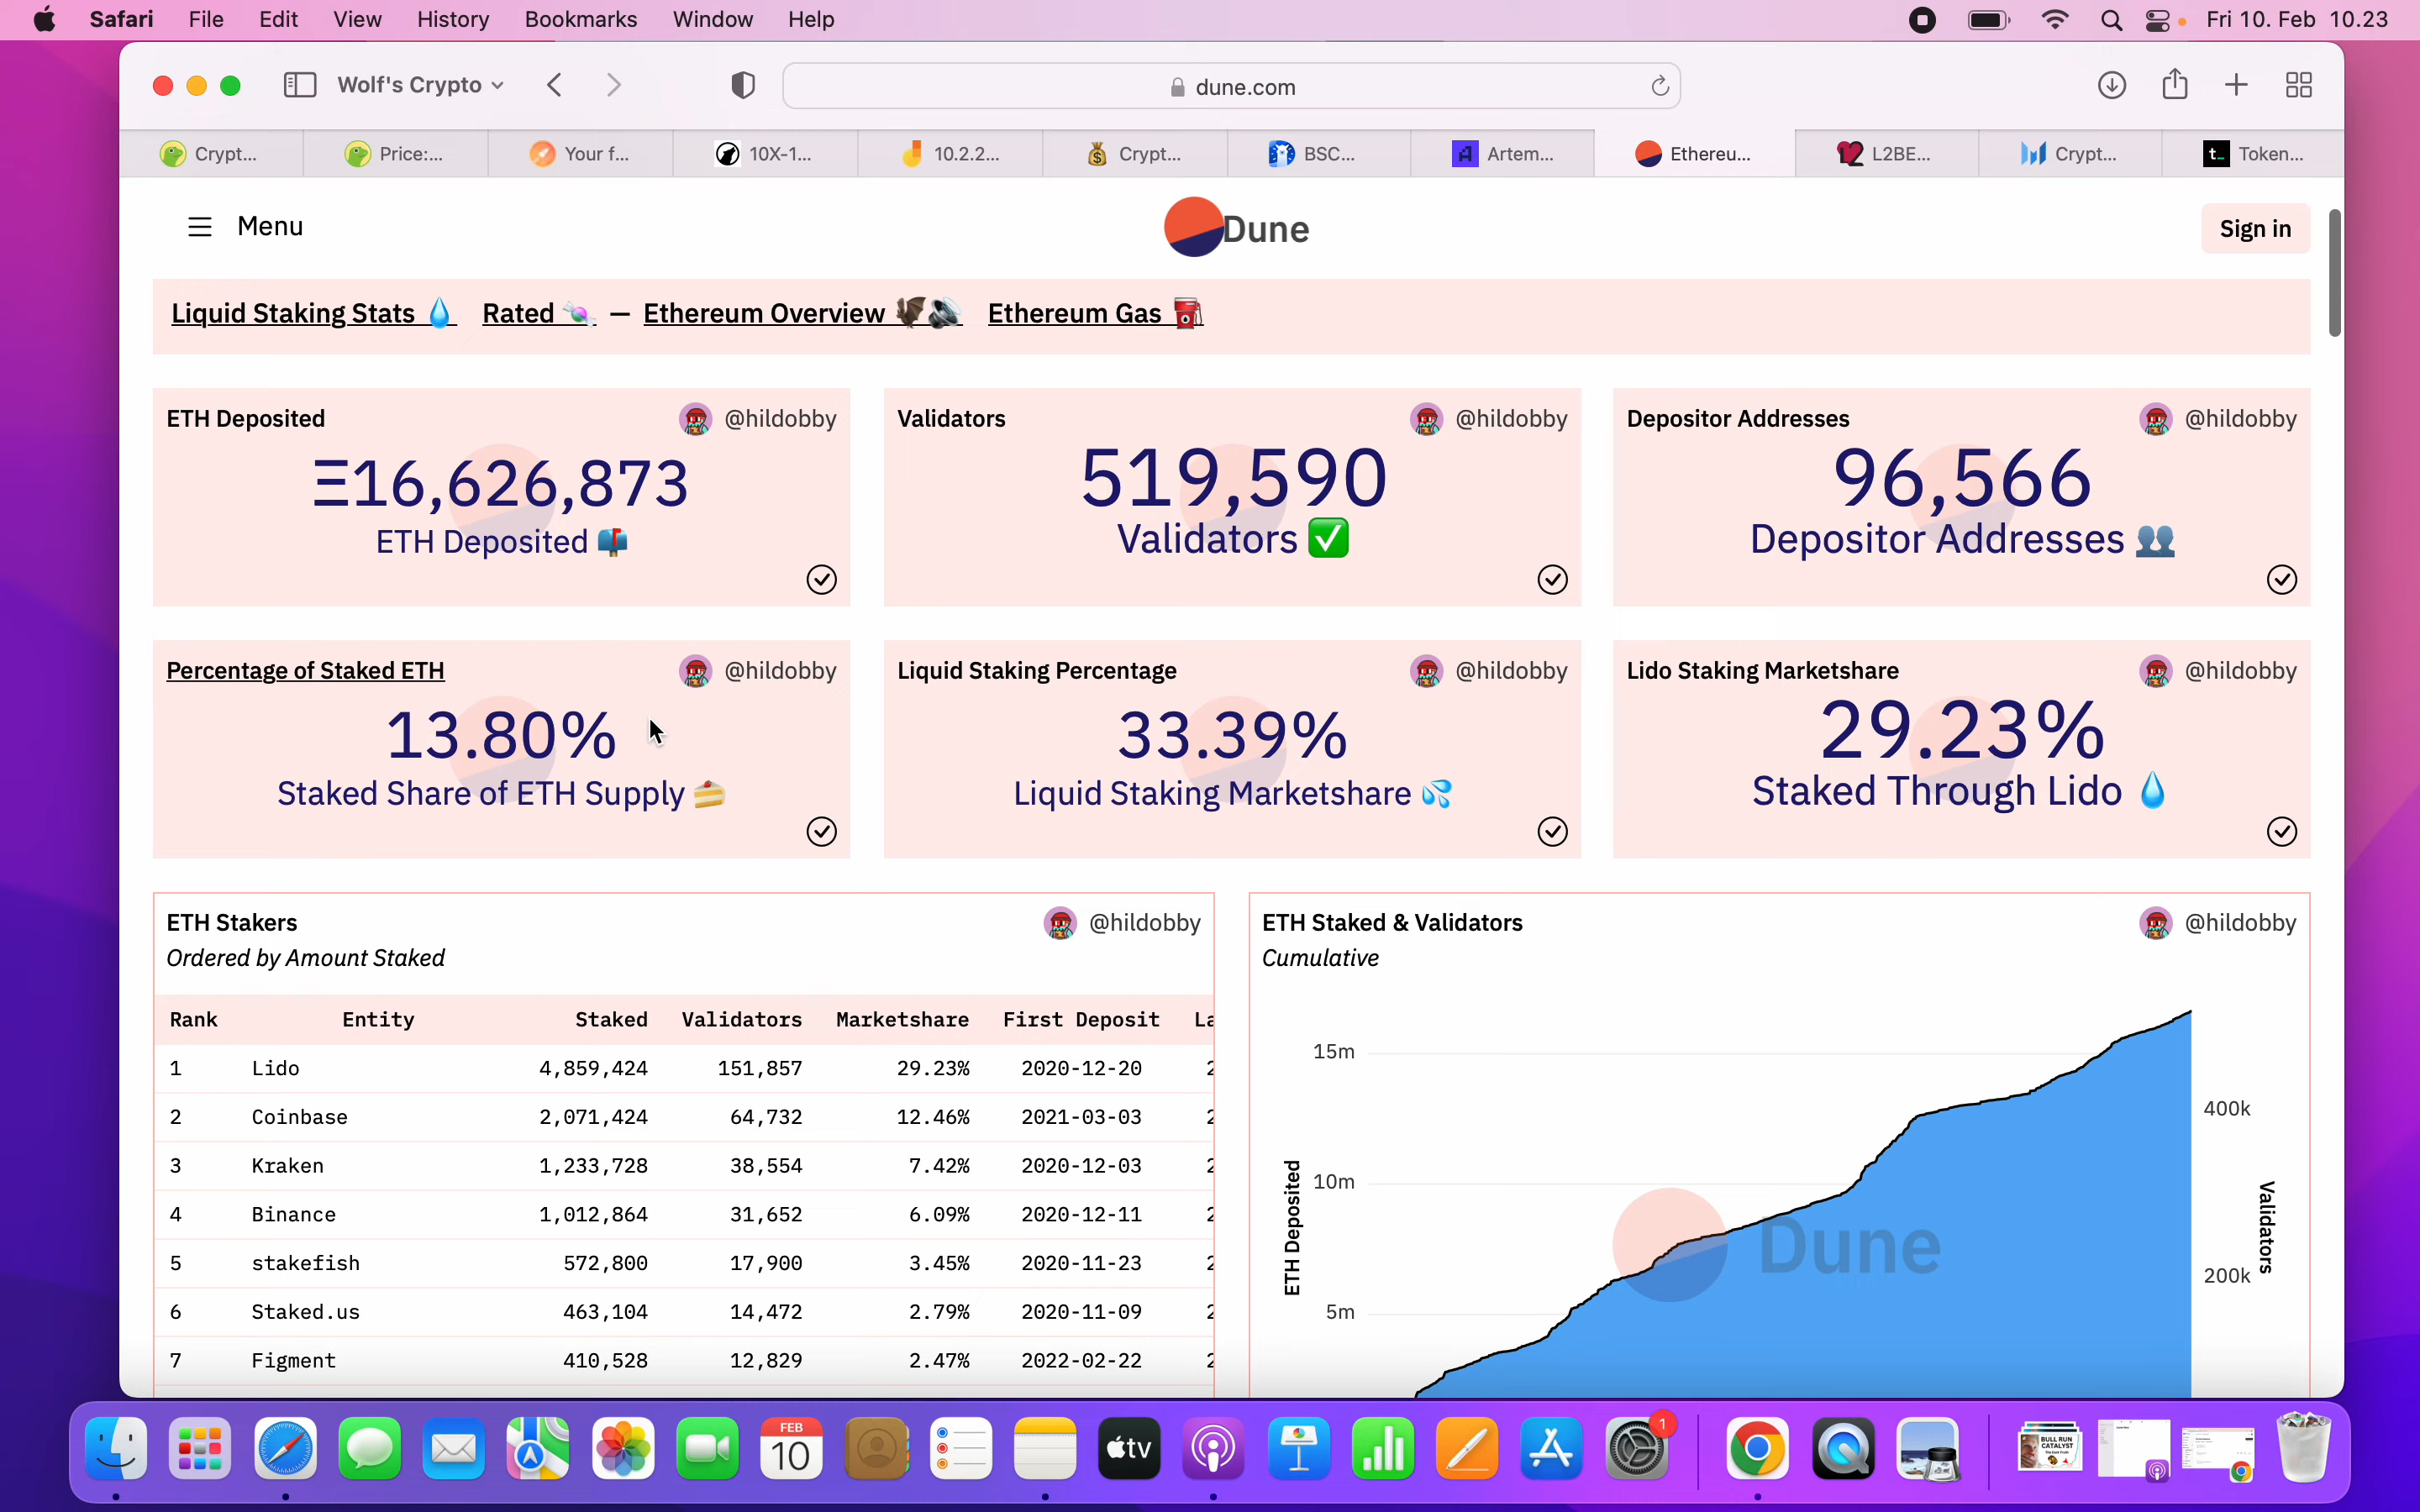 Safari File Edit View History Bookmarks Window Help Fri 10. Feb 10.23
Wolf's Crypto dune.com
Crypt... Price:... Your f... 10X-1... 10.2.2... Crypt... BSC... Artem... Ethereu... L2BE... Crypt... Token...
Menu Dune Sign in
Liquid Staking Stats Rated — Ethereum Overview Ethereum Gas
ETH Deposited @hildobby
Ξ16,626,873
ETH Deposited
Validators @hildobby
519,590
Validators
Depositor Addresses @hildobby
96,566
Depositor Addresses
Percentage of Staked ETH @hildobby
13.80%
Staked Share of ETH Supply
Liquid Staking Percentage @hildobby
33.39%
Liquid Staking Marketshare
Lido Staking Marketshare @hildobby
29.23%
Staked Through Lido
ETH Stakers @hildobby
Ordered by Amount Staked
Rank Entity Staked Validators Marketshare First Deposit
1 Lido 4,859,424 151,857 29.23% 2020-12-20
2 Coinbase 2,071,424 64,732 12.46% 2021-03-03
3 Kraken 1,233,728 38,554 7.42% 2020-12-03
4 Binance 1,012,864 31,652 6.09% 2020-12-11
5 stakefish 572,800 17,900 3.45% 2020-11-23
6 Staked.us 463,104 14,472 2.79% 2020-11-09
7 Figment 410,528 12,829 2.47% 2022-02-22
ETH Staked & Validators @hildobby
Cumulative
15m
400k
10m
ETH Deposited
Validators
Dune
200k
5m
FEB
10
tv
1
BULL RUN
CATALYST